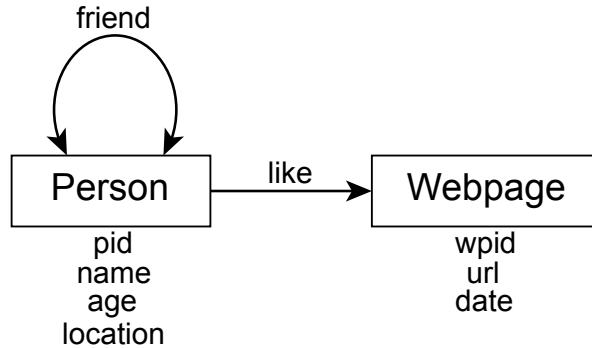 friend
Person
like
Webpage
pid
name
age
location
wpid
url
date